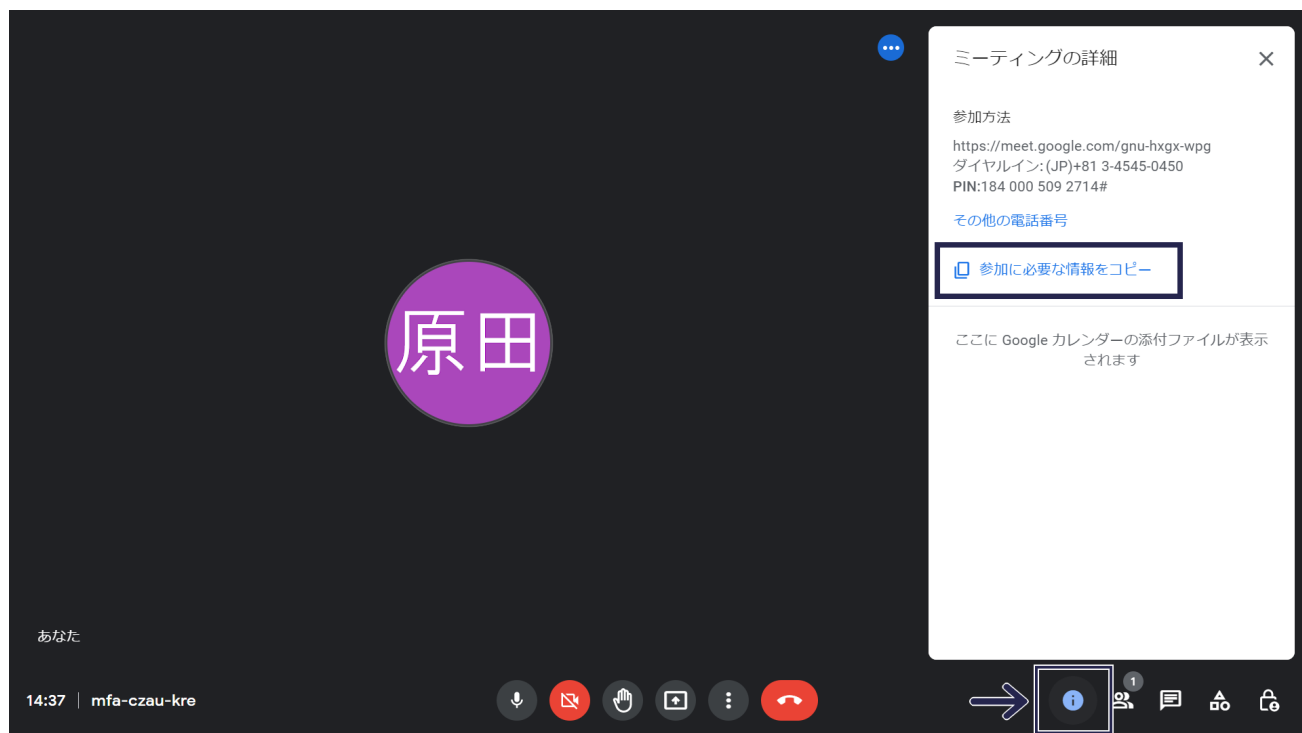 ミーティングの詳細
参加方法
https://meet.google.com/gnu-hxgx-wpg
ダイヤルイン: (JP)+81 3-4545-0450
PIN:184 000 509 2714#
その他の電話番号
参加に必要な情報をコピー
ここに Google カレンダーの添付ファイルが表示
されます
原田
あなた
14:37 | mfa-czau-kre
1